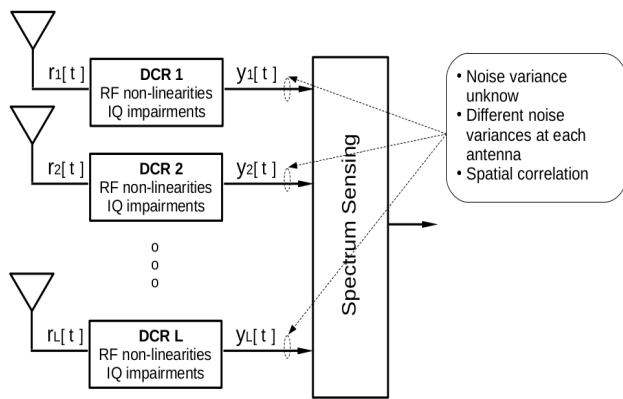 r1[ t ]
DCR 1
RF non-linearities
IQ impairments
y1[ t ]
r2[ t ]
DCR 2
RF non-linearities
IQ impairments
y2[ t ]
o
o
o
rL[ t ]
DCR L
RF non-linearities
IQ impairments
yL[ t ]
Spectrum Sensing
• Noise variance
unknow
• Different noise
variances at each
antenna
• Spatial correlation